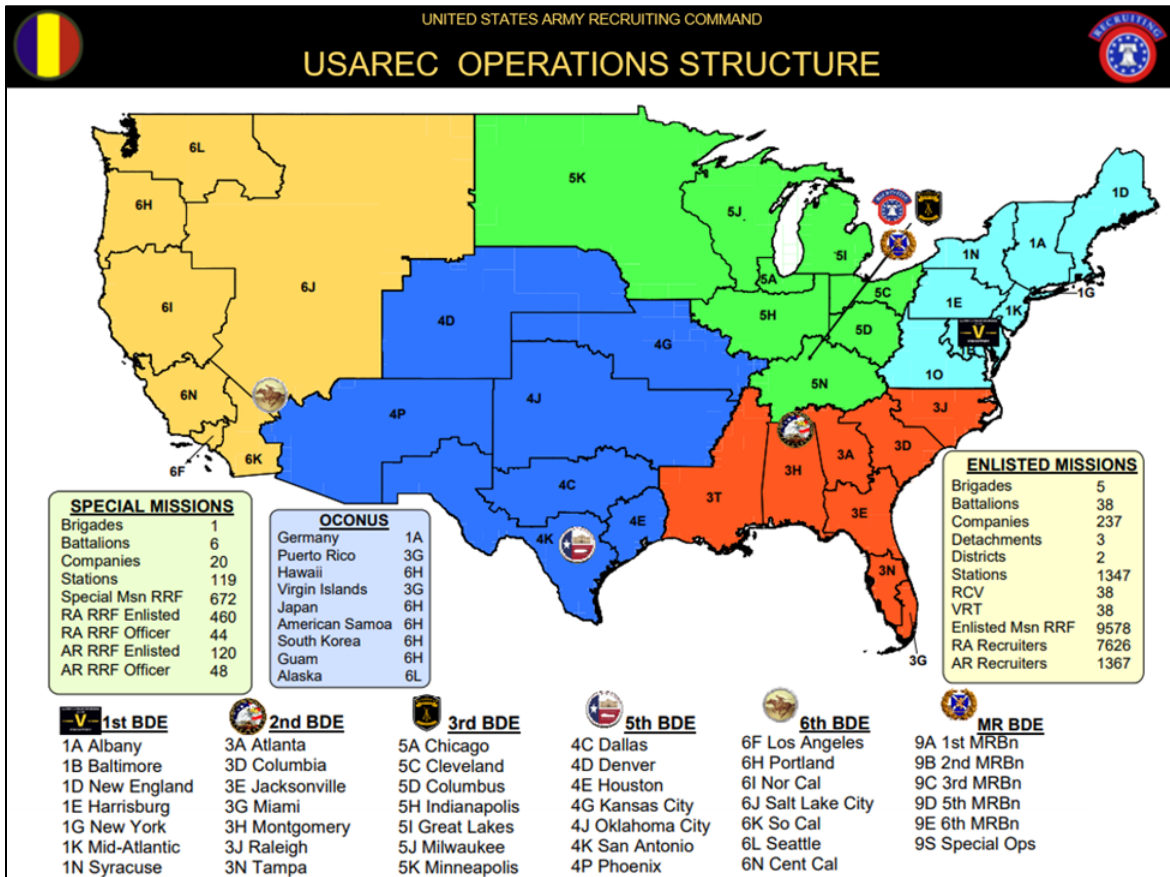 UNITED STATES ARMY RECRUITING COMMAND
USAREC OPERATIONS STRUCTURE
RECRUITING
6L
6H
6J
6I
6N
6F
6K
5K
5J
5I
5A
5H
5C
5D
5N
1D
1A
1N
1G
1E
1K
V
1O
4D
4G
4J
4P
4C
4E
4K
3J
3D
3A
3H
3T
3E
3N
3G
SPECIAL MISSIONS
Brigades 1
Battalions 6
Companies 20
Stations 119
Special Msn RRF 672
RA RRF Enlisted 460
RA RRF Officer 44
AR RRF Enlisted 120
AR RRF Officer 48
OCONUS
Germany 1A
Puerto Rico 3G
Hawaii 6H
Virgin Islands 3G
Japan 6H
American Samoa 6H
South Korea 6H
Guam 6H
Alaska 6L
ENLISTED MISSIONS
Brigades 5
Battalions 38
Companies 237
Detachments 3
Districts 2
Stations 1347
RCV 38
VRT 38
Enlisted Msn RRF 9578
RA Recruiters 7626
AR Recruiters 1367
V
1st BDE
1A Albany
1B Baltimore
1D New England
1E Harrisburg
1G New York
1K Mid-Atlantic
1N Syracuse
2nd BDE
3A Atlanta
3D Columbia
3E Jacksonville
3G Miami
3H Montgomery
3J Raleigh
3N Tampa
3rd BDE
5A Chicago
5C Cleveland
5D Columbus
5H Indianapolis
5I Great Lakes
5J Milwaukee
5K Minneapolis
5th BDE
4C Dallas
4D Denver
4E Houston
4G Kansas City
4J Oklahoma City
4K San Antonio
4P Phoenix
6th BDE
6F Los Angeles
6H Portland
6I Nor Cal
6J Salt Lake City
6K So Cal
6L Seattle
6N Cent Cal
MR BDE
9A 1st MRBn
9B 2nd MRBn
9C 3rd MRBn
9D 5th MRBn
9E 6th MRBn
9S Special Ops